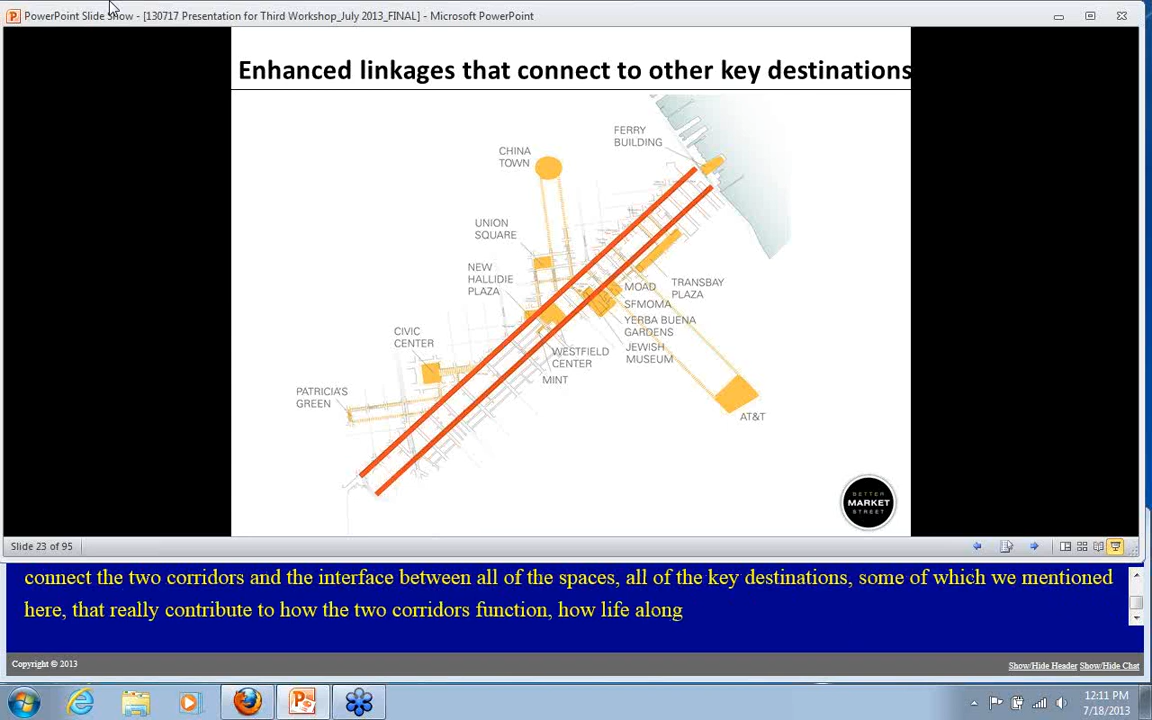 PowerPoint Slide Show - [130717 Presentation for Third Workshop_July 2013_FINAL] - Microsoft PowerPoint
Enhanced linkages that connect to other key destinations
FERRY
BUILDING
CHINA
TOWN
UNION
SQUARE
NEW
HALLIDIE
PLAZA
TRANSBAY
PLAZA
MOAD
SFMOMA
YERBA BUENA
GARDENS
JEWISH
MUSEUM
CIVIC
CENTER
WESTFIELD
CENTER
MINT
PATRICIA'S
GREEN
AT&T
BETTER
MARKET
STREET
Slide 23 of 95
connect the two corridors and the interface between all of the spaces, all of the key destinations, some of which we mentioned
here, that really contribute to how the two corridors function, how life along
Copyright © 2013
Show/Hide Header Show/Hide Chat
12:11 PM
7/18/2013